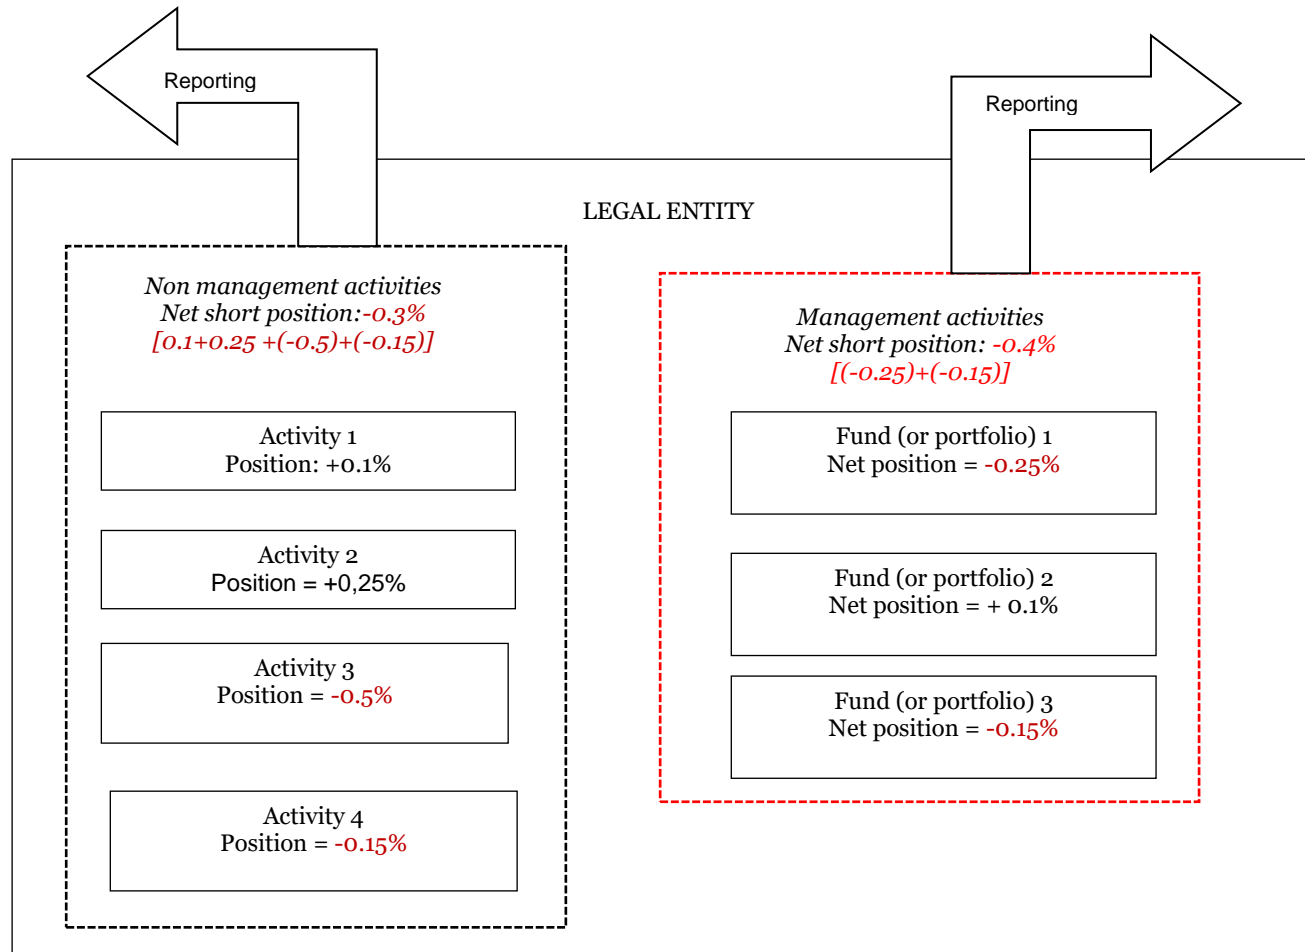 Reporting
Reporting
LEGAL ENTITY
Non management activities
Net short position:-0.3%
[0.1+0.25 +(-0.5)+(-0.15)]
Activity 1
Position: +0.1%
Activity 2
Position = +0,25%
Activity 3
Position = -0.5%
Activity 4
Position = -0.15%
Management activities
Net short position: -0.4%
[(-0.25)+(-0.15)]
Fund (or portfolio) 1
Net position = -0.25%
Fund (or portfolio) 2
Net position = + 0.1%
Fund (or portfolio) 3
Net position = -0.15%